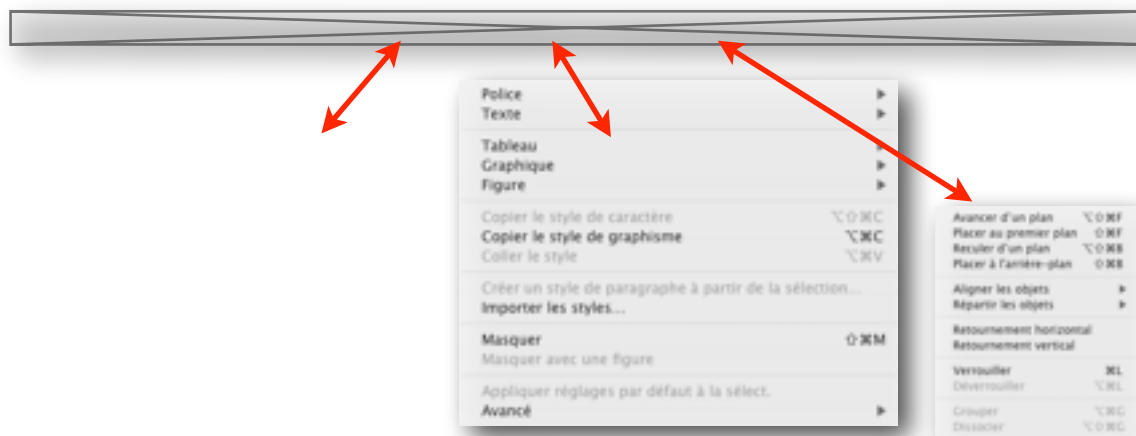 Police
Texte
Tableau
Graphique
Figure
Copier le style de caractère ⌥⇧⌘C
Copier le style de graphisme ⌥⌘C
Coller le style ⌥⌘V
Créer un style de paragraphe à partir de la sélection...
Importer les styles...
Masquer ⇧⌘M
Masquer avec une figure
Appliquer réglages par défaut à la sélect.
Avancé
Avancer d'un plan ⌥⇧⌘F
Placer au premier plan ⇧⌘F
Reculer d'un plan ⌥⇧⌘B
Placer à l'arrière-plan ⇧⌘B
Aligner les objets
Répartir les objets
Retournement horizontal
Retournement vertical
Verrouiller ⌘L
Déverrouiller ⌥⌘L
Grouper ⌥⌘G
Dissocier ⌥⇧⌘G